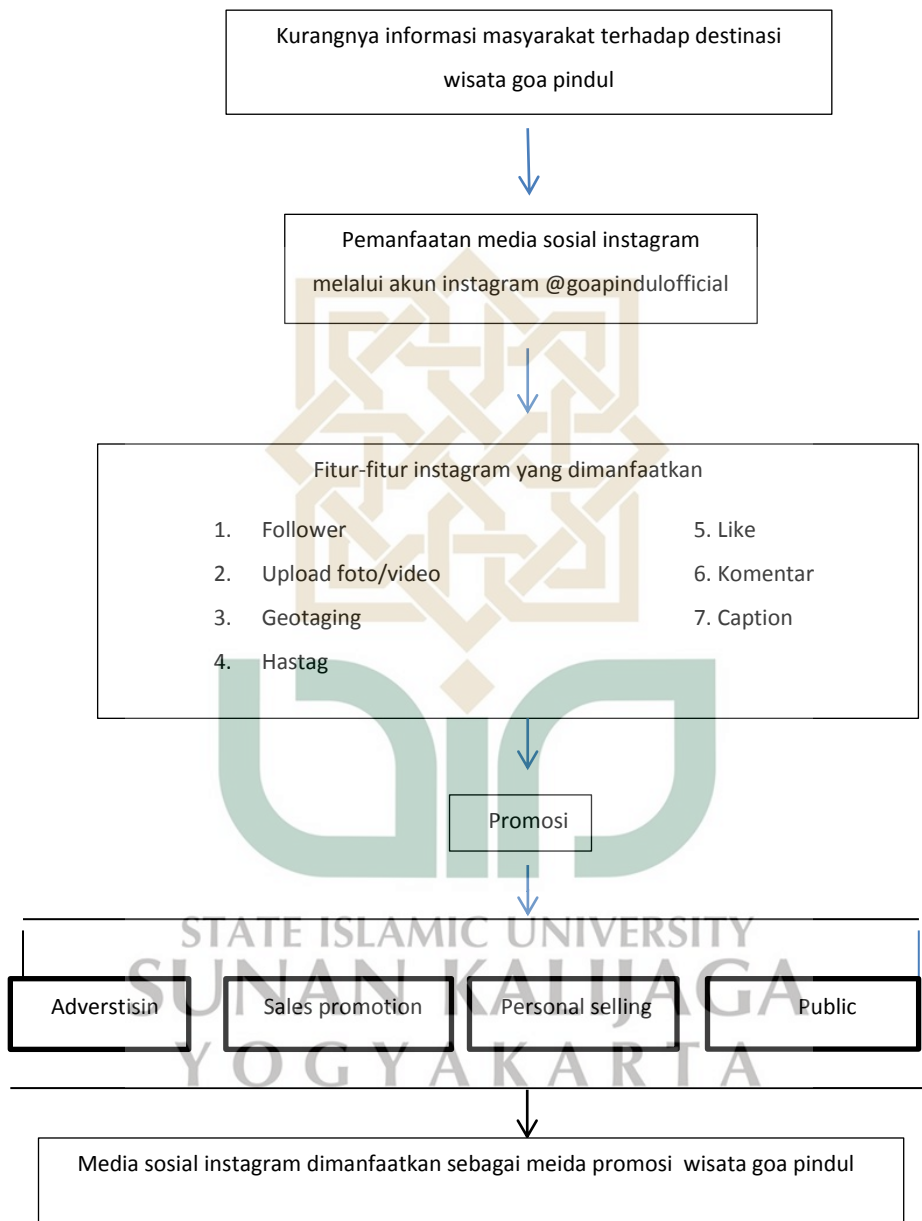 Kurangnya informasi masyarakat terhadap destinasi
wisata goa pindul
Pemanfaatan media sosial instagram
melalui akun instagram @goapindulofficial
Fitur-fitur instagram yang dimanfaatkan
1. Follower
2. Upload foto/video
3. Geotaging
4. Hastag
5. Like
6. Komentar
7. Caption
Promosi
STATE ISLAMIC UNIVERSITY
SUNAN KALIJAGA
YOGYAKARTA
Adverstisin
Sales promotion
Personal selling
Public
Media sosial instagram dimanfaatkan sebagai meida promosi wisata goa pindul